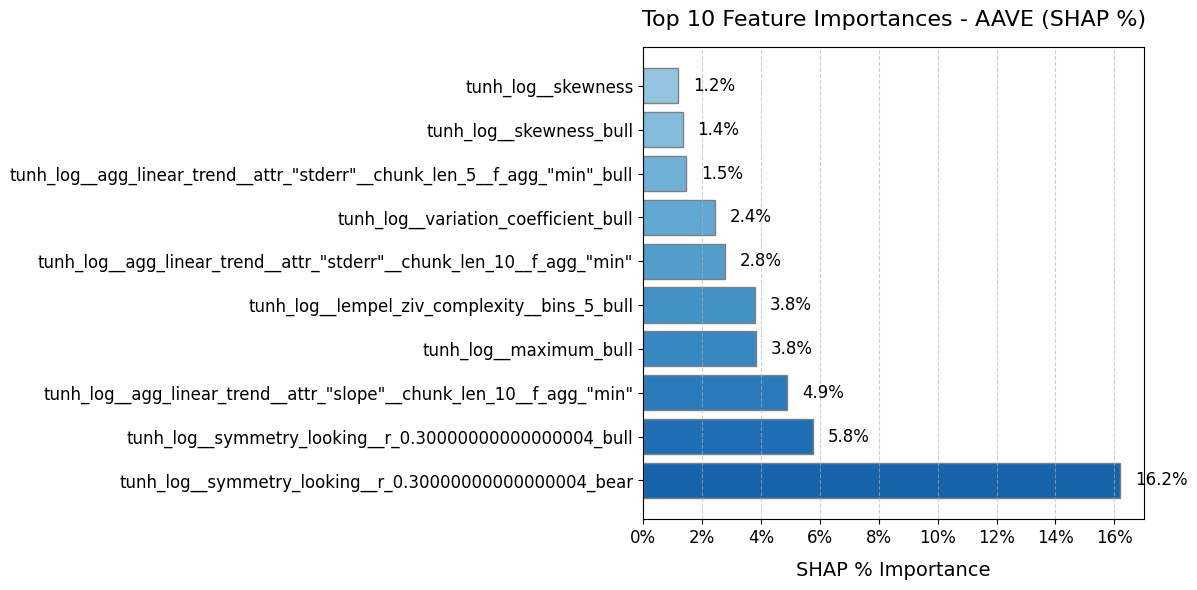 Top 10 Feature Importances - AAVE (SHAP %)
tunh_log__skewness 1.2%
tunh_log__skewness_bull 1.4%
tunh_log__agg_linear_trend__attr_"stderr"__chunk_len_5__f_agg_"min"_bull 1.5%
tunh_log__variation_coefficient_bull 2.4%
tunh_log__agg_linear_trend__attr_"stderr"__chunk_len_10__f_agg_"min" 2.8%
tunh_log__lempel_ziv_complexity__bins_5_bull 3.8%
tunh_log__maximum_bull 3.8%
tunh_log__agg_linear_trend__attr_"slope"__chunk_len_10__f_agg_"min" 4.9%
tunh_log__symmetry_looking__r_0.30000000000000004_bull 5.8%
tunh_log__symmetry_looking__r_0.30000000000000004_bear 16.2%
0% 2% 4% 6% 8% 10% 12% 14% 16%
SHAP % Importance